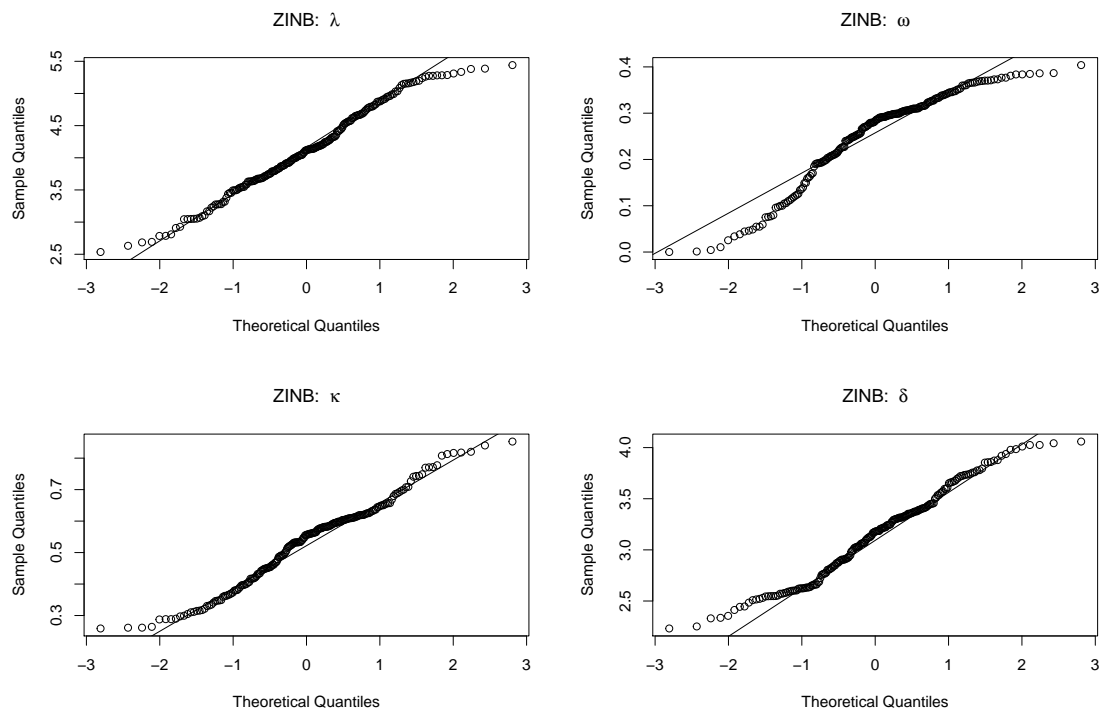 ZINB: λ
Sample Quantiles
5.5
4.5
3.5
2.5
−3 −2 −1 0 1 2 3
Theoretical Quantiles
ZINB: ω
Sample Quantiles
0.4
0.3
0.2
0.1
0.0
−3 −2 −1 0 1 2 3
Theoretical Quantiles
ZINB: κ
Sample Quantiles
0.7
0.5
0.3
−3 −2 −1 0 1 2 3
Theoretical Quantiles
ZINB: δ
Sample Quantiles
4.0
3.5
3.0
2.5
−3 −2 −1 0 1 2 3
Theoretical Quantiles